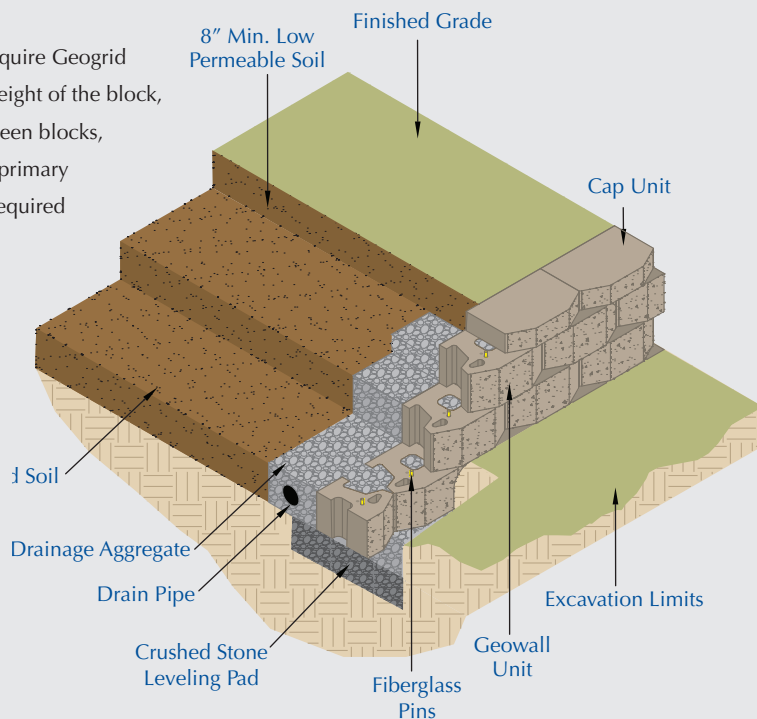 Finished Grade
8” Min. Low
Permeable Soil
quire Geogrid
eight of the block,
een blocks,
primary
equired
Cap Unit
d Soil
Drainage Aggregate
Drain Pipe
Crushed Stone
Leveling Pad
Fiberglass
Pins
Geowall
Unit
Excavation Limits